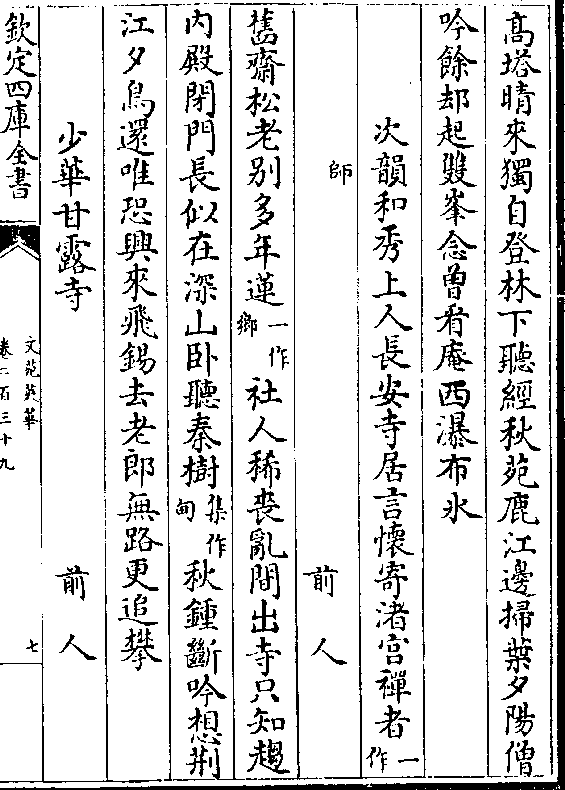 髙塔晴來獨自登林下聽經秋苑鹿江邊掃葉夕陽僧
吟餘却起雙峯念曽看庵西瀑布氷
次韻和秀上人長安寺居言懷寄渚宫禪者一作
師
前人
舊齋松老别多年蓮一作鄉社人稀喪亂間出寺只知趨
内殿閉門長似在深山卧聽秦樹集作甸秋鍾斷吟想荆
江夕鳥還唯恐興來飛錫去老郎無路更追攀
少華甘露寺
前人
欽定四庫全書
文苑英華
卷二百三十九
七